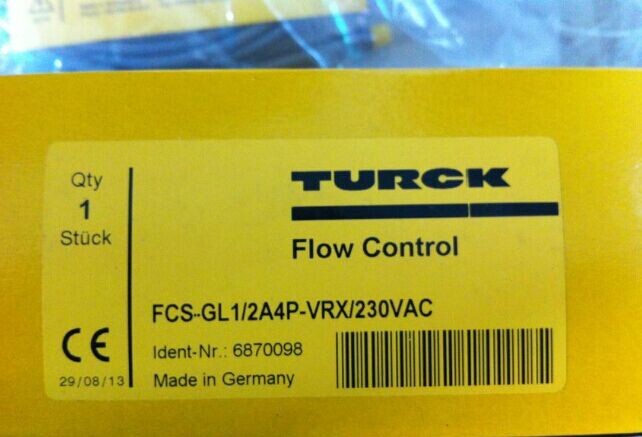 Qty
1
Stück
TURCK
Flow Control
FCS-GL1/2A4P-VRX/230VAC
Ident-Nr.: 6870098
Made in Germany
CE
29/08/13